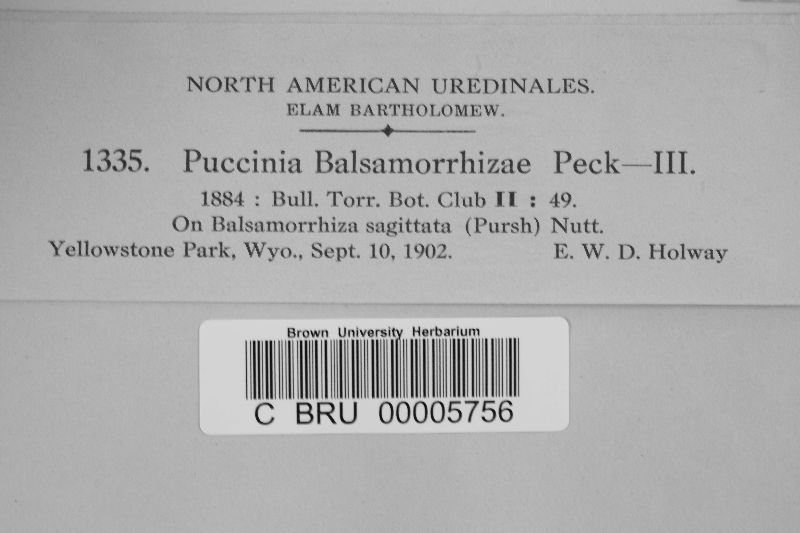 NORTH AMERICAN UREDINALES.
ELAM BARTHOLOMEW.
1335. Puccinia Balsamorrhizae Peck—III.
1884 : Bull. Torr. Bot. Club II : 49.
On Balsamorrhiza sagittata (Pursh) Nutt.
Yellowstone Park, Wyo., Sept. 10, 1902. E. W. D. Holway
Brown University Herbarium
C BRU 00005756